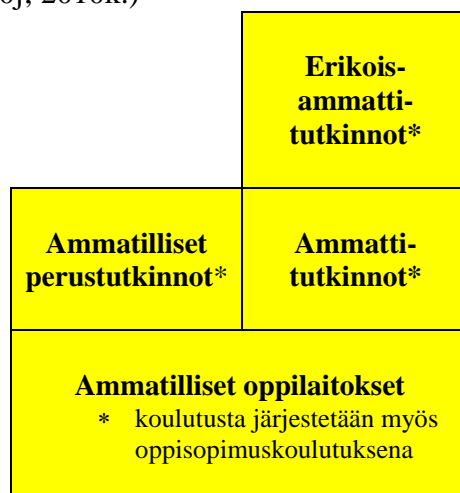 oj, 2016k.)
Erikois-
ammatti-
tutkinnot*
Ammatilliset
perustutkinnot*
Ammatti-
tutkinnot*
Ammatilliset oppilaitokset
* koulutusta järjestetään myös
oppisopimuskoulutuksena